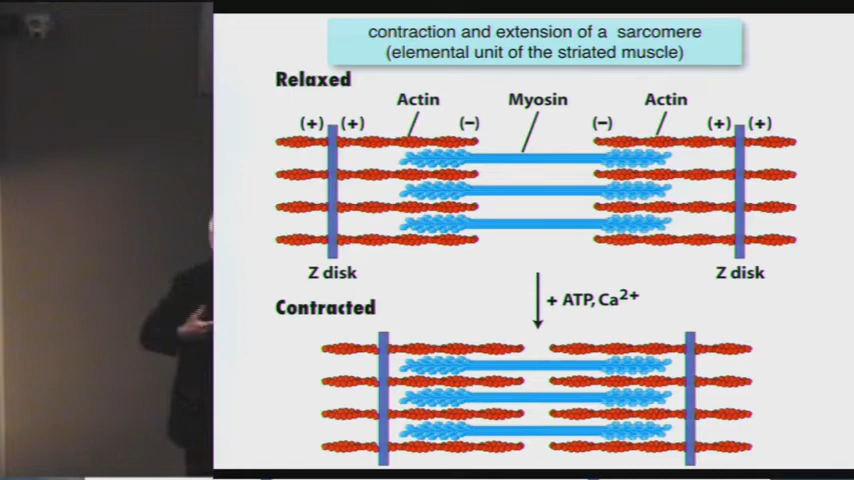 contraction and extension of a sarcomere
(elemental unit of the striated muscle)
Relaxed
Actin Myosin Actin
(+) (+) (−) (−) (+) (+)
Z disk Z disk
+ ATP, Ca2+
Contracted